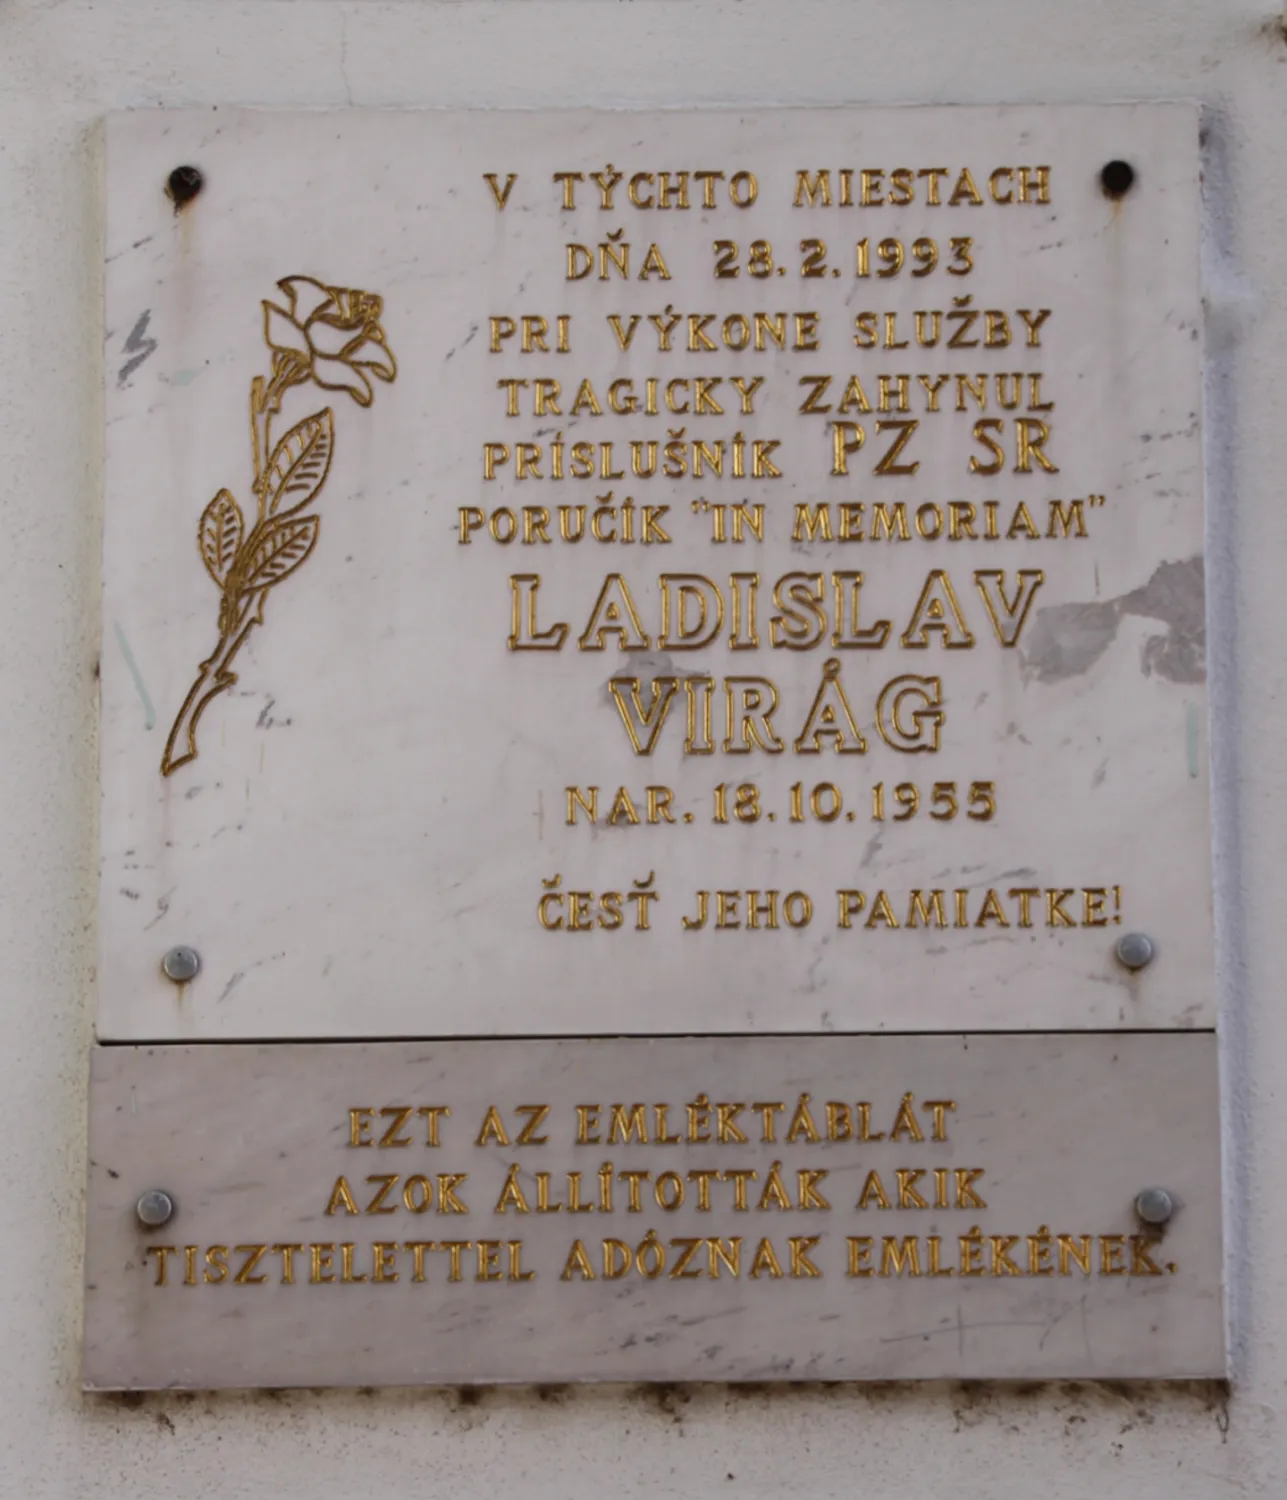 V TÝCHTO MIESTACH
DŇA 28.2.1993
PRI VÝKONE SLUŽBY
TRAGICKY ZAHYNUL
PRÍSLUŠNÍK PZ SR
PORUČÍK "IN MEMORIAM"
LADISLAV
VIRÁG
NAR. 18.10.1955
ČESŤ JEHO PAMIATKE!
EZT AZ EMLÉKTÁBLÁT
AZOK ÁLLÍTOTTÁK AKIK
TISZTELETTEL ADÓZNAK EMLÉKÉNEK.